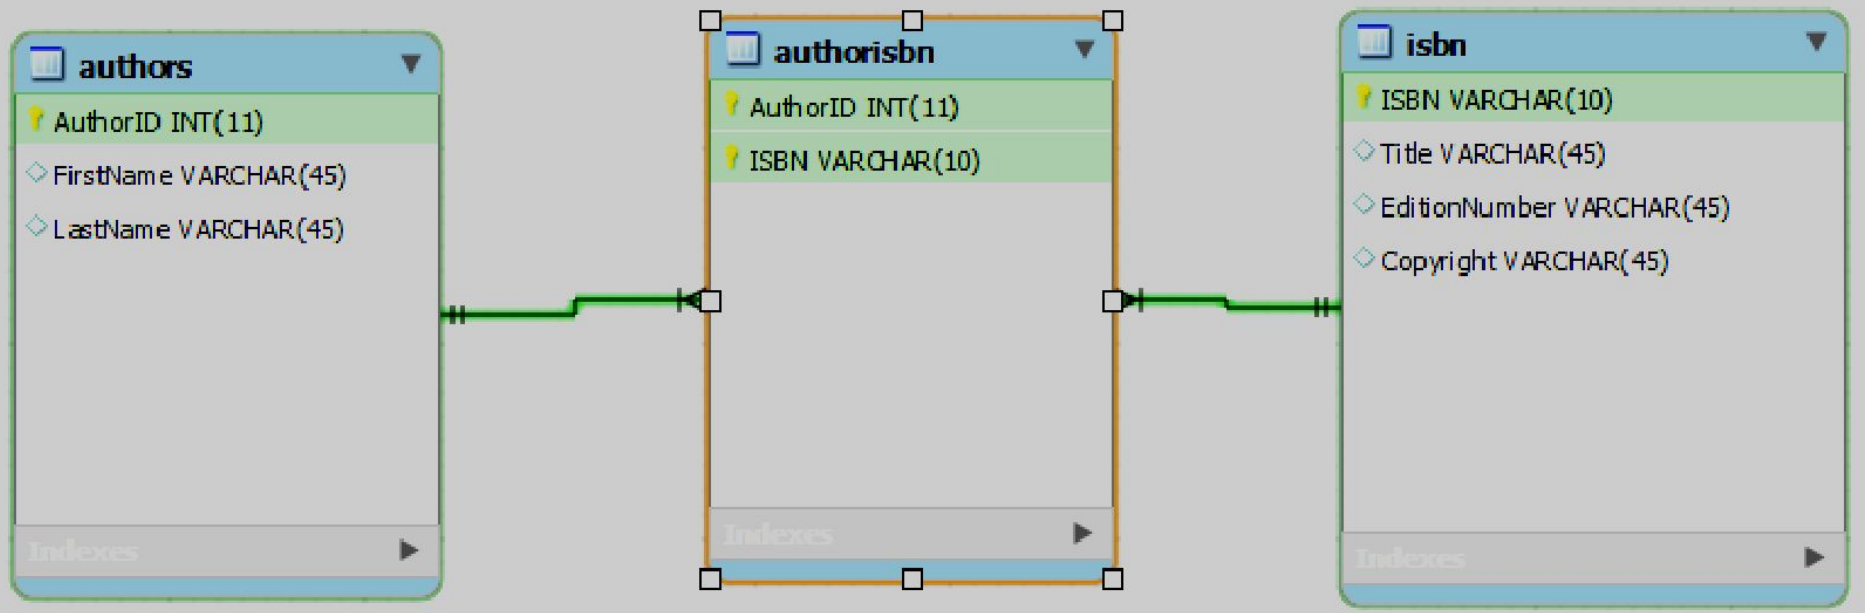 authors
AuthorID INT(11)
FirstName VARCHAR(45)
LastName VARCHAR(45)
Indexes
authorisbn
AuthorID INT(11)
ISBN VARCHAR(10)
Indexes
isbn
ISBN VARCHAR(10)
Title VARCHAR(45)
EditionNumber VARCHAR(45)
Copyright VARCHAR(45)
Indexes